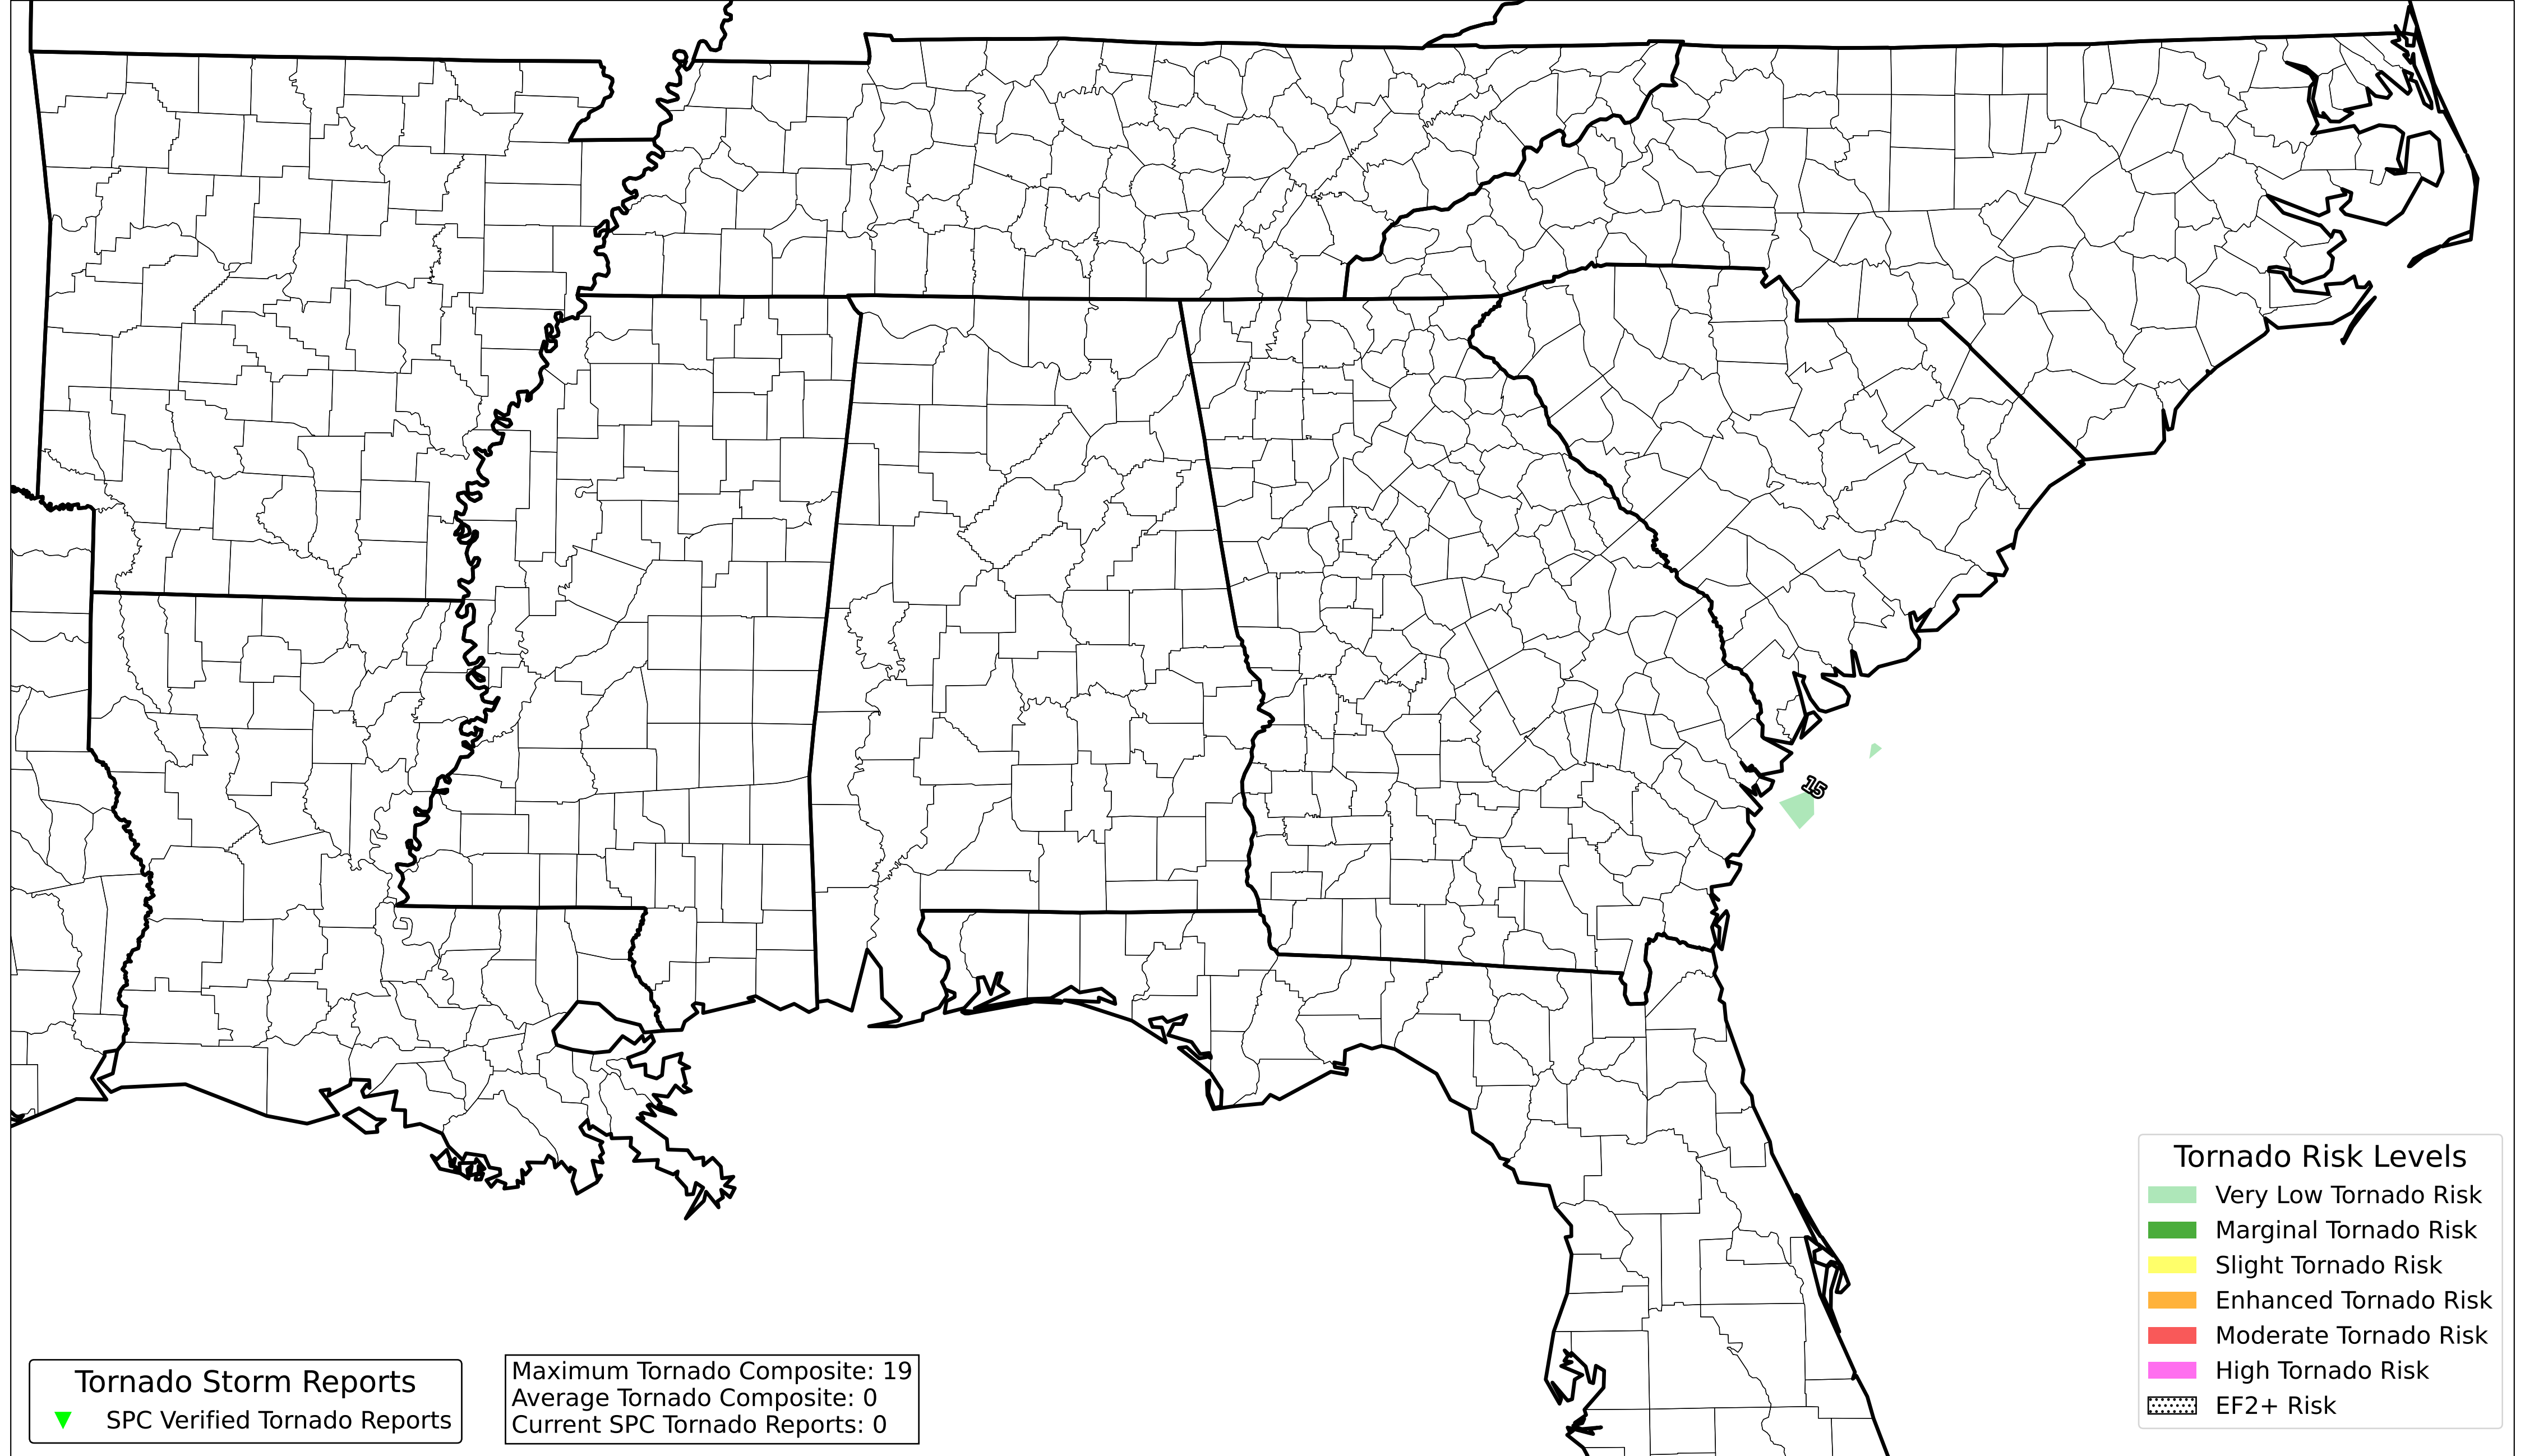 15
Tornado Risk Levels
Very Low Tornado Risk
Marginal Tornado Risk
Slight Tornado Risk
Enhanced Tornado Risk
Moderate Tornado Risk
High Tornado Risk
EF2+ Risk
Tornado Storm Reports
SPC Verified Tornado Reports
Maximum Tornado Composite: 19
Average Tornado Composite: 0
Current SPC Tornado Reports: 0